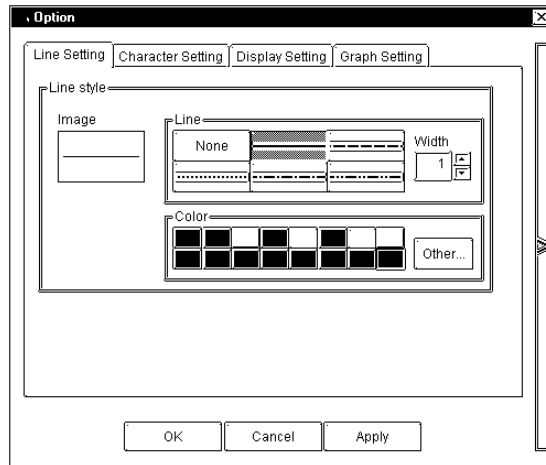 Option
Line Setting Character Setting Display Setting Graph Setting
Line style
Image
Line
None
Width
1
Color
Other...
OK Cancel Apply